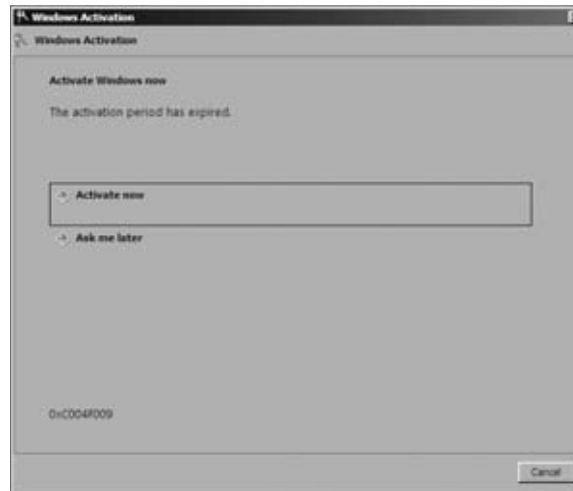 Windows Activation
Windows Activation
Activate Windows now
The activation period has expired.
Activate now
Ask me later
0xC004F009
Cancel